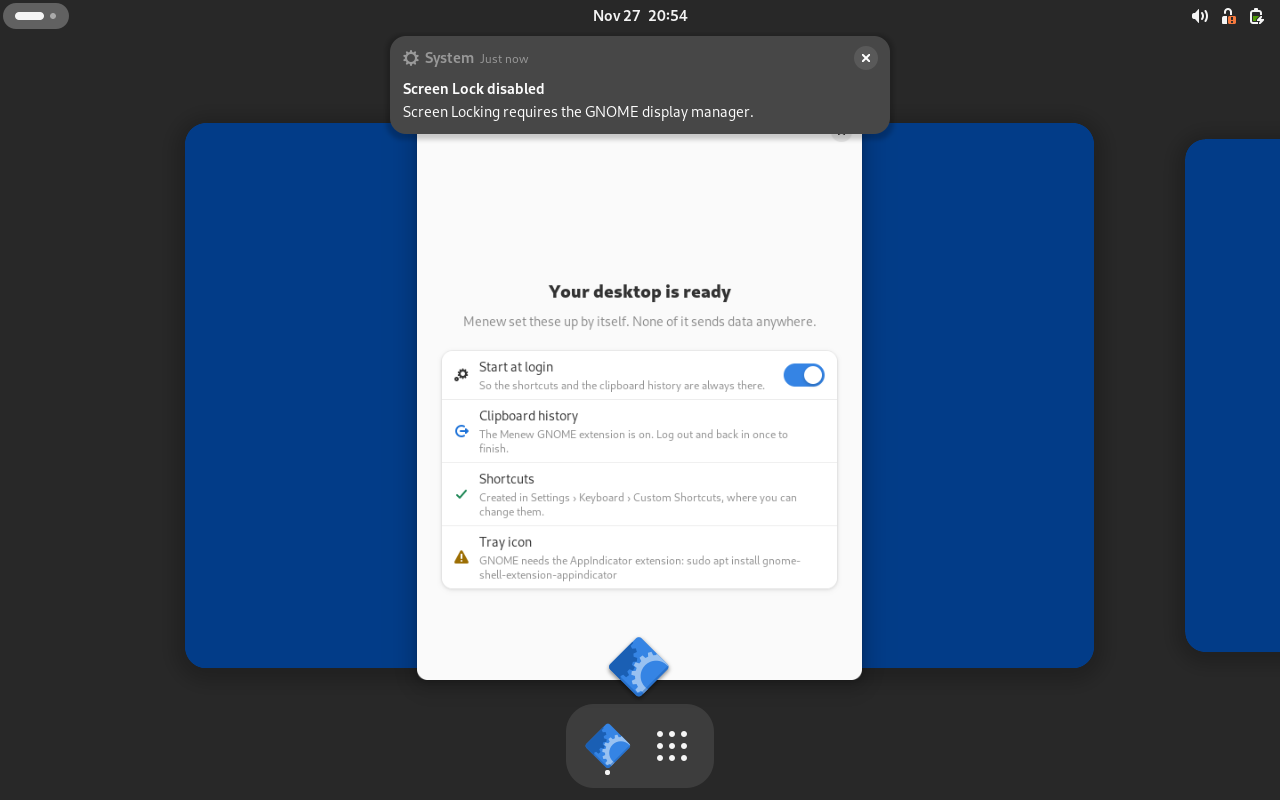 Nov 27 20:54
System Just now
Screen Lock disabled
Screen Locking requires the GNOME display manager.
Your desktop is ready
Menew set these up by itself. None of it sends data anywhere.
Start at login
So the shortcuts and the clipboard history are always there.
Clipboard history
The Menew GNOME extension is on. Log out and back in once to
finish.
Shortcuts
Created in Settings › Keyboard › Custom Shortcuts, where you can
change them.
Tray icon
GNOME needs the AppIndicator extension: sudo apt install gnome-
shell-extension-appindicator